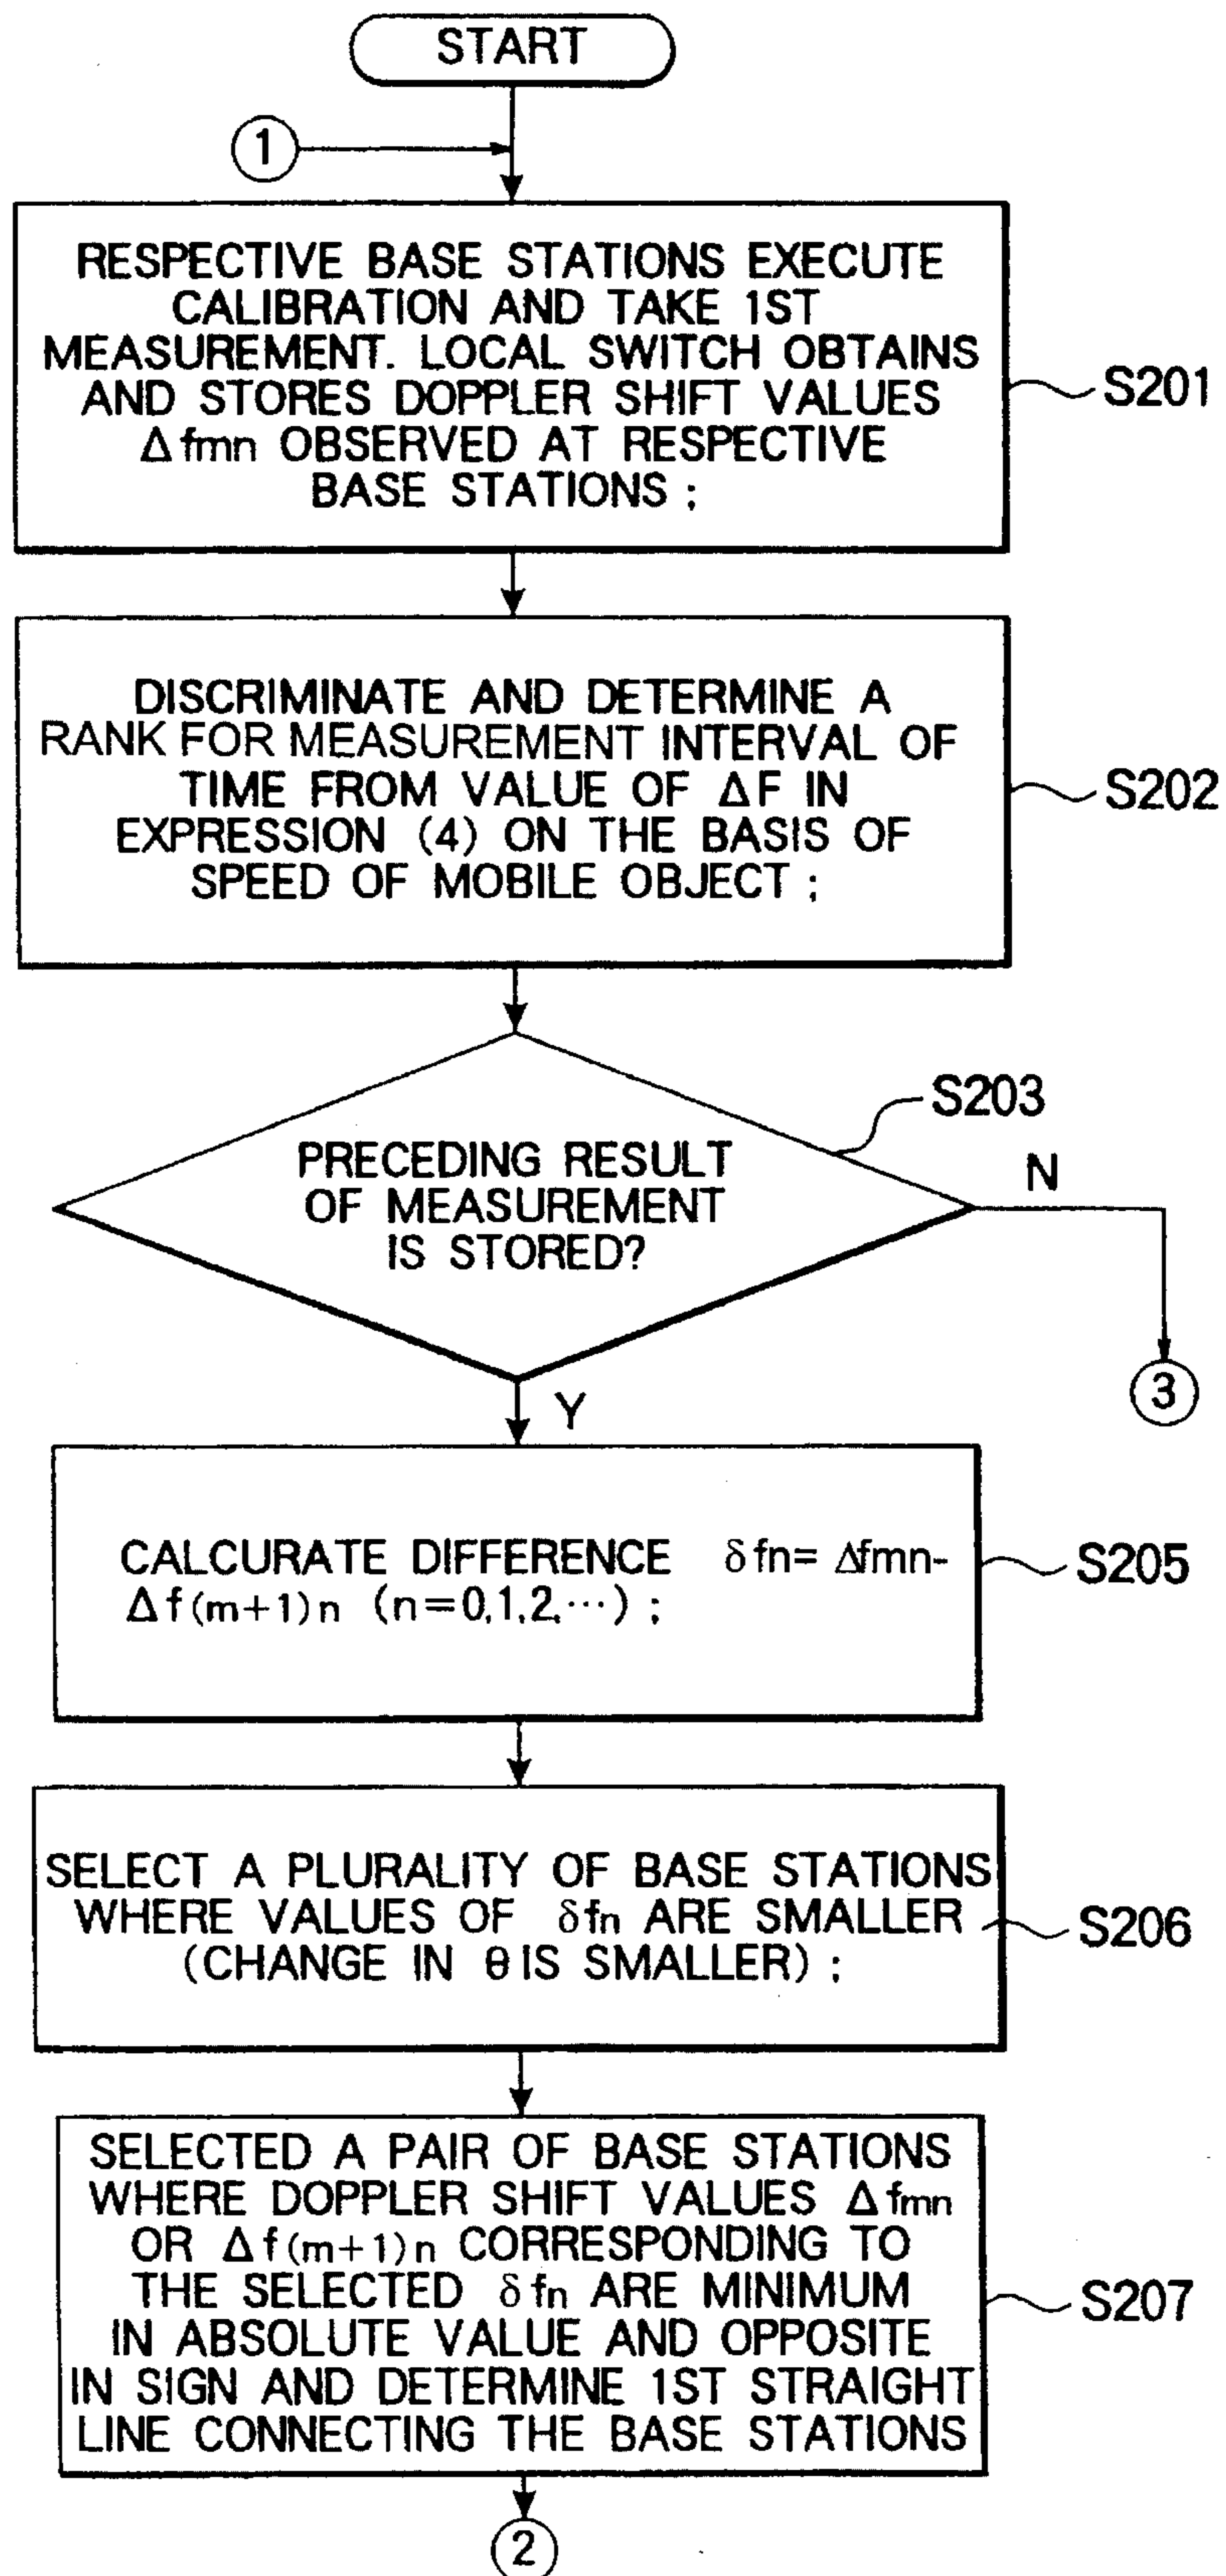 START
1
RESPECTIVE BASE STATIONS EXECUTE
CALIBRATION AND TAKE 1ST
MEASUREMENT. LOCAL SWITCH OBTAINS
AND STORES DOPPLER SHIFT VALUES
Δfmn OBSERVED AT RESPECTIVE
BASE STATIONS ;
S201
DISCRIMINATE AND DETERMINE A
RANK FOR MEASUREMENT INTERVAL OF
TIME FROM VALUE OF ΔF IN
EXPRESSION (4) ON THE BASIS OF
SPEED OF MOBILE OBJECT ;
S202
S203
PRECEDING RESULT
OF MEASUREMENT
IS STORED?
N
3
Y
CALCURATE DIFFERENCE δfn= Δfmn-
Δf(m+1)n (n=0,1,2,···) ;
S205
SELECT A PLURALITY OF BASE STATIONS
WHERE VALUES OF δfn ARE SMALLER
(CHANGE IN θ IS SMALLER) ;
S206
SELECTED A PAIR OF BASE STATIONS
WHERE DOPPLER SHIFT VALUES Δfmn
OR Δf(m+1)n CORRESPONDING TO
THE SELECTED δfn ARE MINIMUM
IN ABSOLUTE VALUE AND OPPOSITE
IN SIGN AND DETERMINE 1ST STRAIGHT
LINE CONNECTING THE BASE STATIONS
S207
2